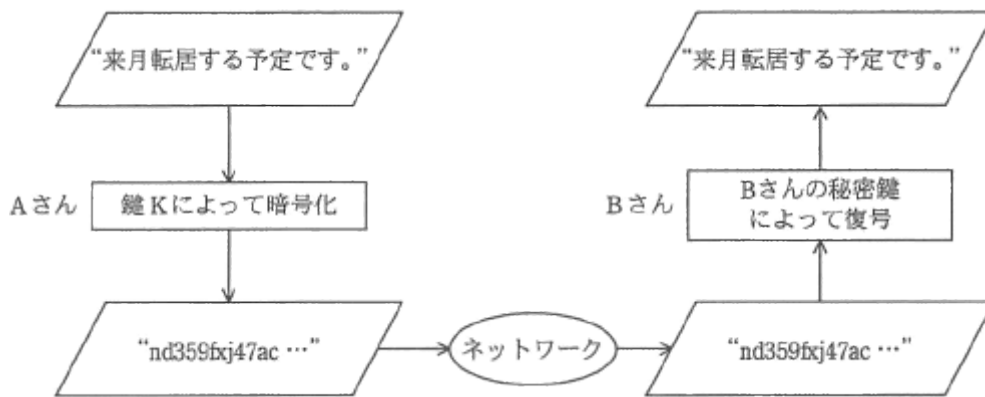 “来月転居する予定です。”
Aさん
鍵Kによって暗号化
“nd359fxj47ac …”
ネットワーク
“来月転居する予定です。”
Bさん
Bさんの秘密鍵
によって復号
“nd359fxj47ac …”